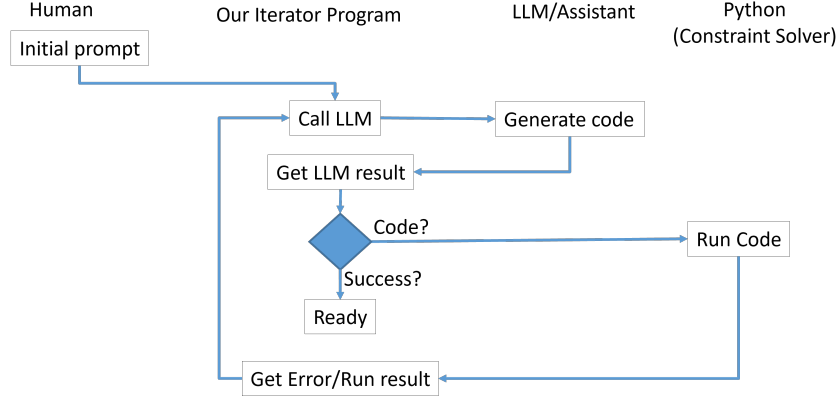 Human
Our Iterator Program
LLM/Assistant
Python
(Constraint Solver)
Initial prompt
Call LLM
Generate code
Get LLM result
Code?
Run Code
Success?
Ready
Get Error/Run result